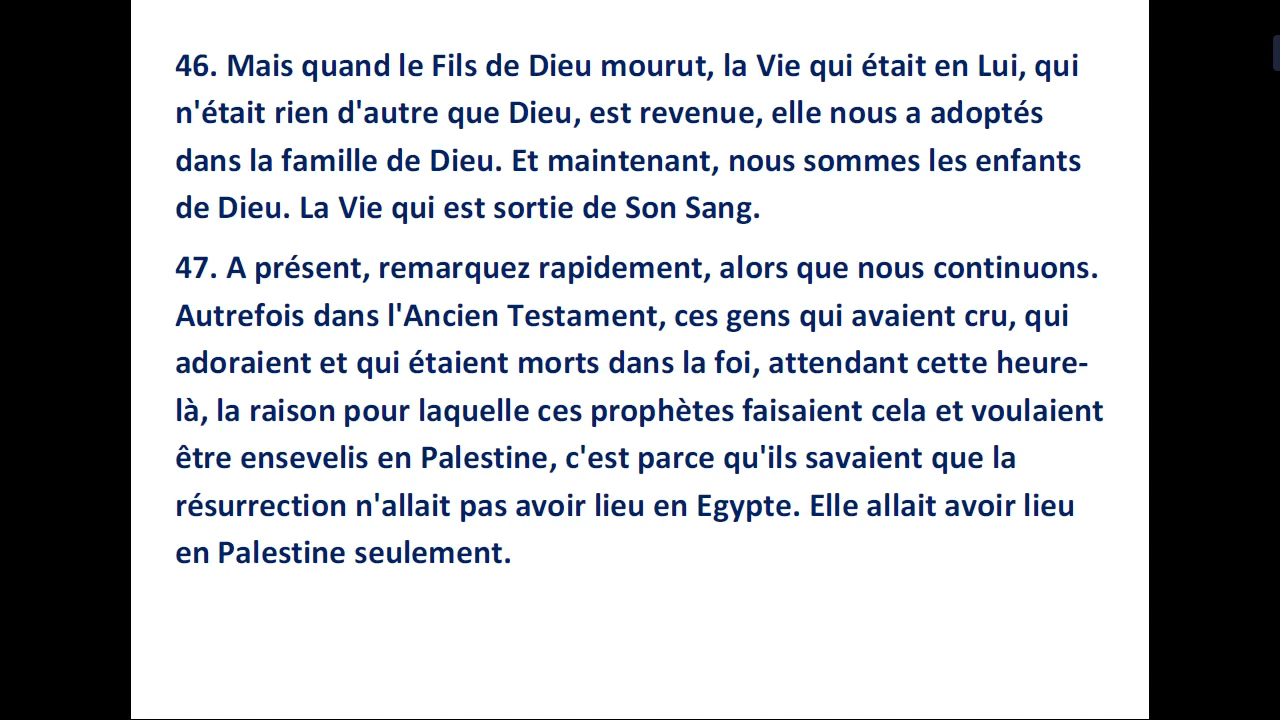 46. Mais quand le Fils de Dieu mourut, la Vie qui était en Lui, qui
n'était rien d'autre que Dieu, est revenue, elle nous a adoptés
dans la famille de Dieu. Et maintenant, nous sommes les enfants
de Dieu. La Vie qui est sortie de Son Sang.
47. A présent, remarquez rapidement, alors que nous continuons.
Autrefois dans l'Ancien Testament, ces gens qui avaient cru, qui
adoraient et qui étaient morts dans la foi, attendant cette heure-
là, la raison pour laquelle ces prophètes faisaient cela et voulaient
être ensevelis en Palestine, c'est parce qu'ils savaient que la
résurrection n'allait pas avoir lieu en Egypte. Elle allait avoir lieu
en Palestine seulement.